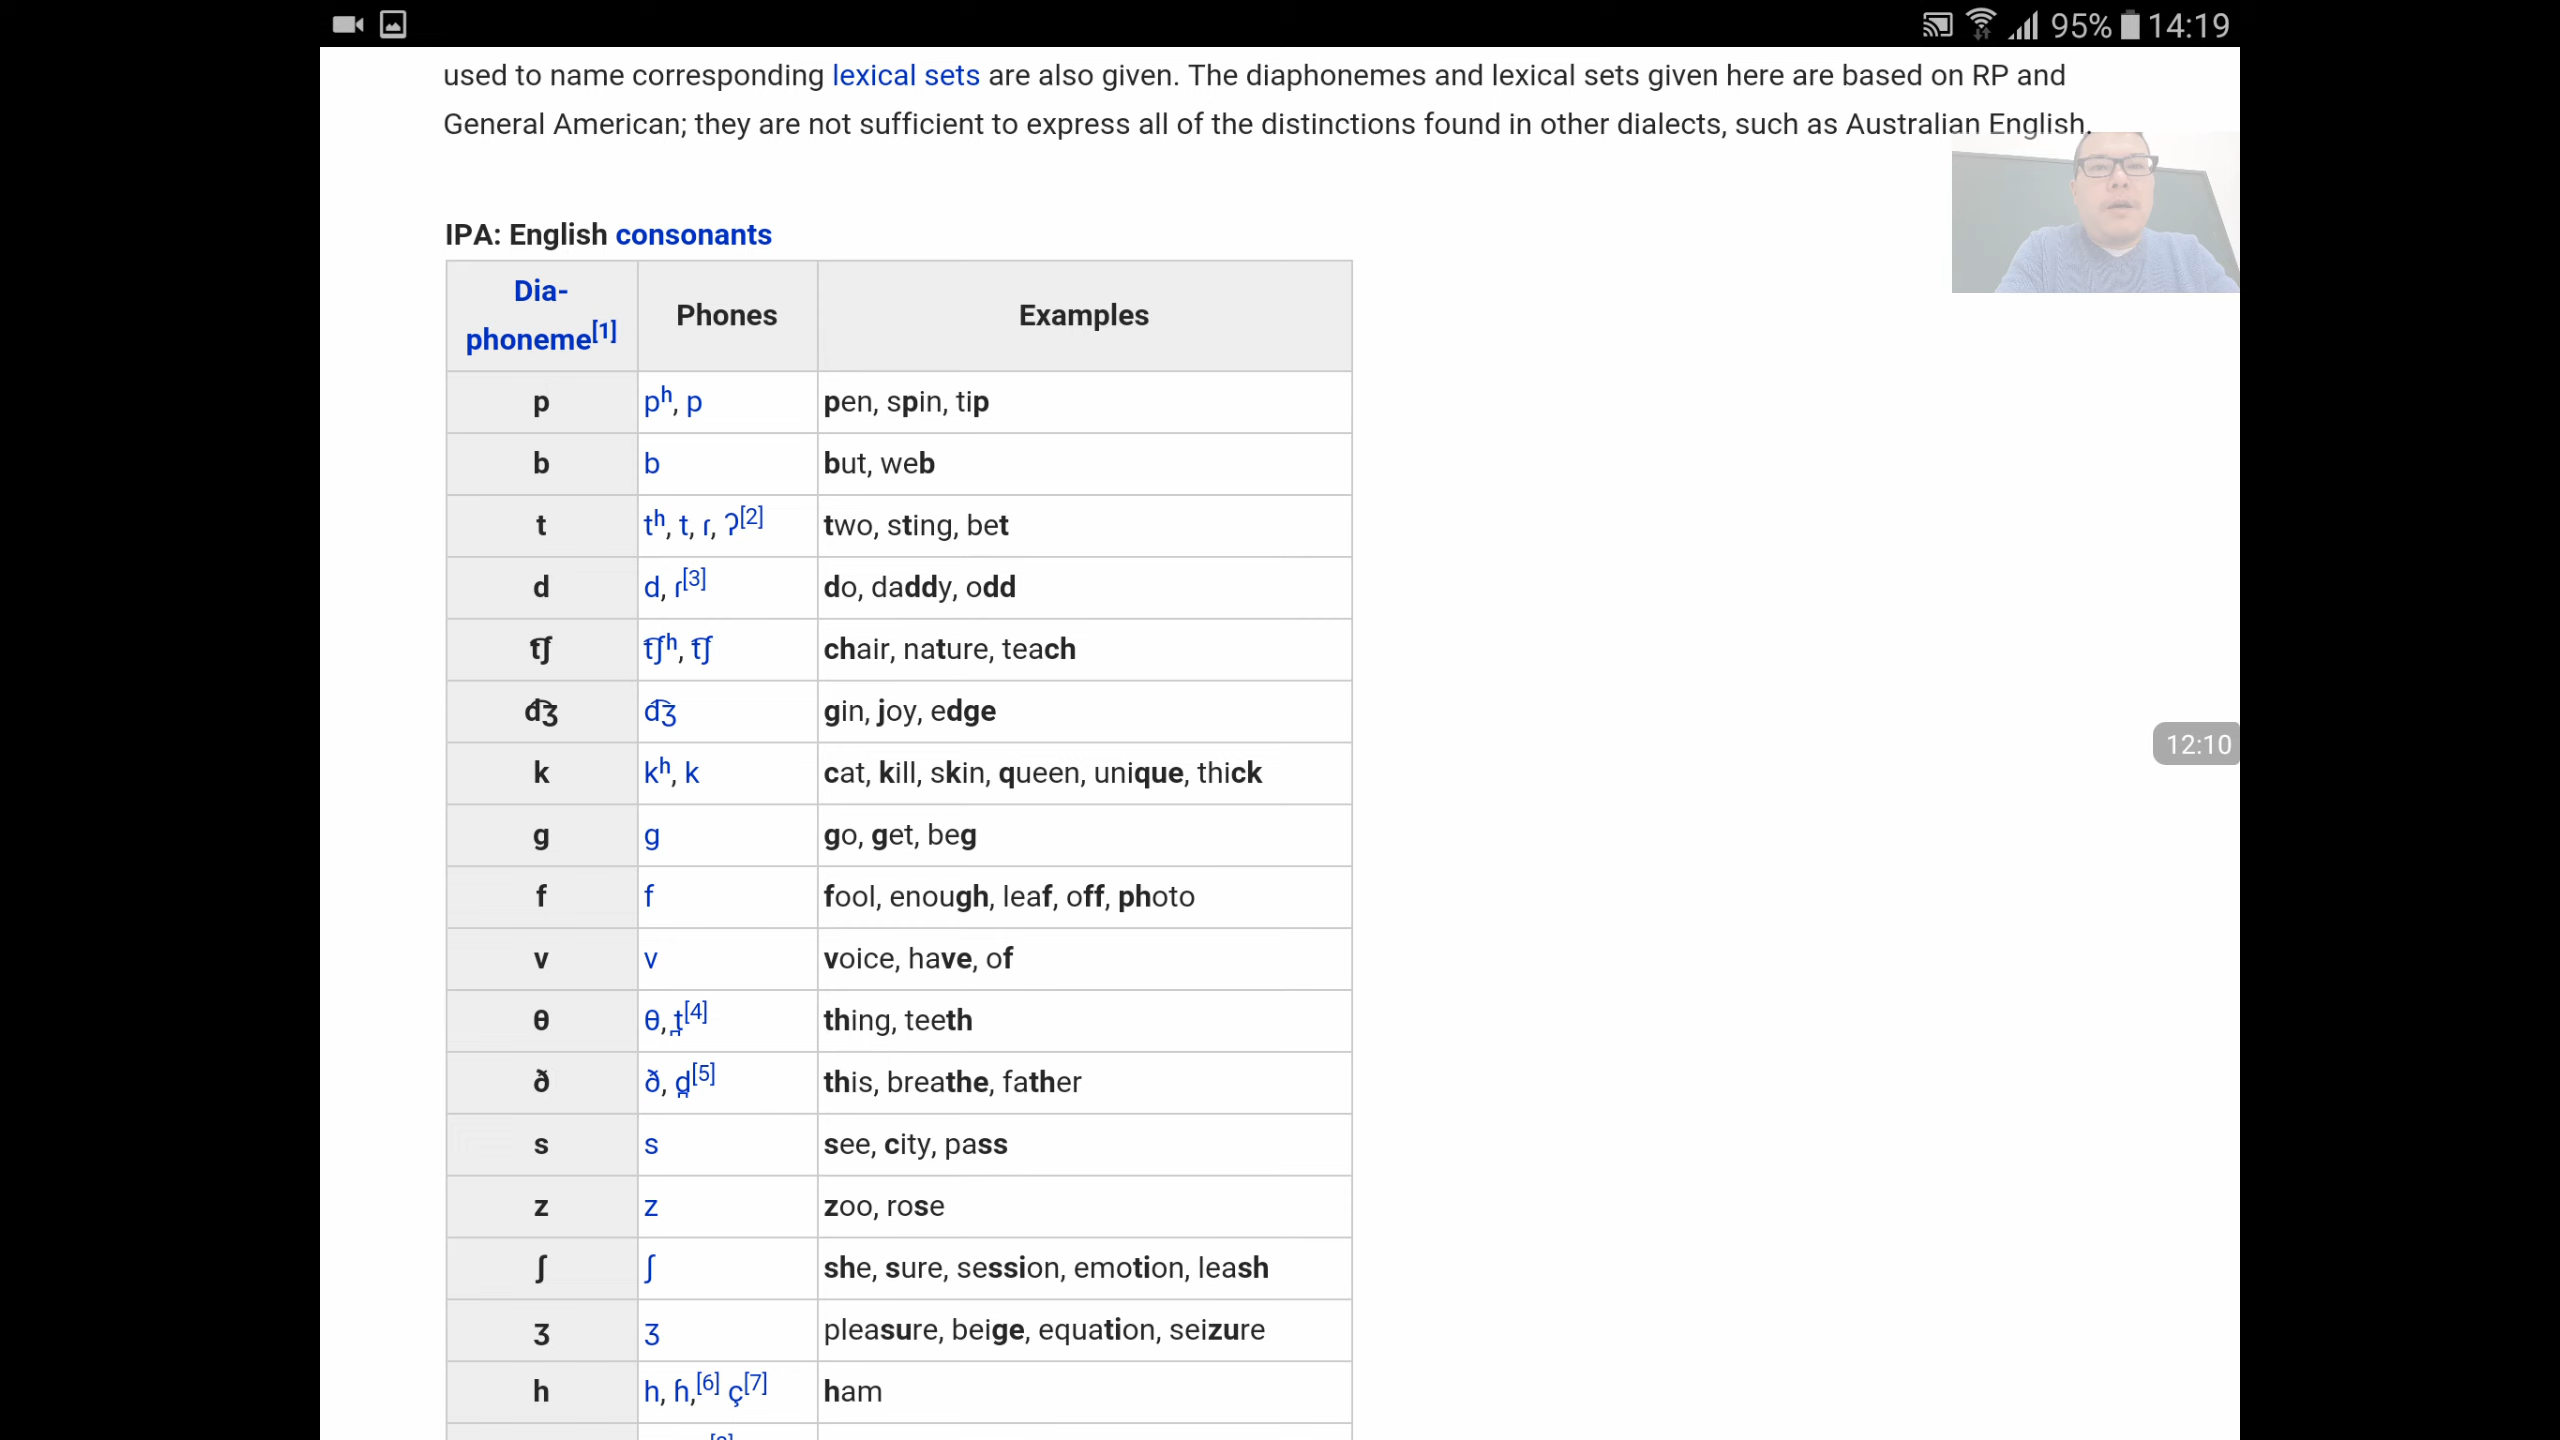 95% 14:19
used to name corresponding lexical sets are also given. The diaphonemes and lexical sets given here are based on RP and
General American; they are not sufficient to express all of the distinctions found in other dialects, such as Australian English.
IPA: English consonants
Dia-
phoneme[1] Phones Examples
p pʰ, p pen, spin, tip
b b but, web
t tʰ, t, ɾ, ʔ[2] two, sting, bet
d d, ɾ[3] do, daddy, odd
t͡ʃ t͡ʃʰ, t͡ʃ chair, nature, teach
d͡ʒ d͡ʒ gin, joy, edge
k kʰ, k cat, kill, skin, queen, unique, thick
12:10
g g go, get, beg
f f fool, enough, leaf, off, photo
v v voice, have, of
θ θ, t̪[4] thing, teeth
ð ð, d̪[5] this, breathe, father
s s see, city, pass
z z zoo, rose
ʃ ʃ she, sure, session, emotion, leash
ʒ ʒ pleasure, beige, equation, seizure
h h, ɦ,[6] ç[7] ham